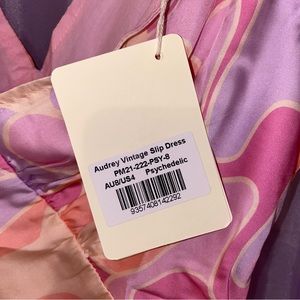 Audrey Vintage Slip Dress
PM21-222-PSY-8
AU8/US4 Psychedelic
9357408142292